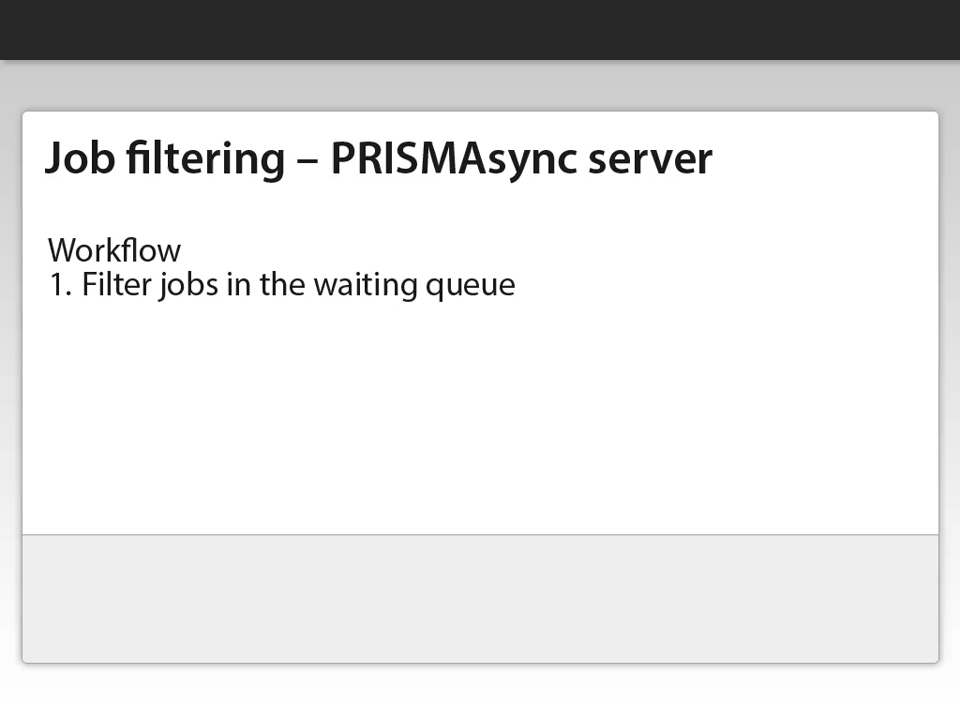 Job filtering – PRISMAsync server
Workflow
1. Filter jobs in the waiting queue